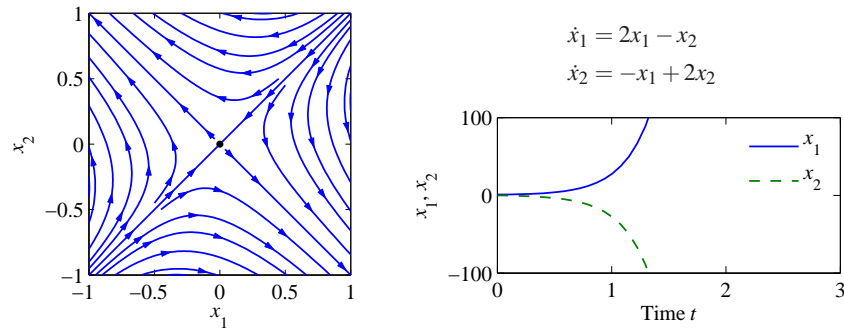 1
0.5
0
−0.5
−1
x₂
−1 −0.5 0 0.5 1
x₁
ẋ₁ = 2x₁ − x₂
ẋ₂ = −x₁ + 2x₂
100
0
−100
x₁, x₂
x₁
x₂
0 1 2 3
Time t